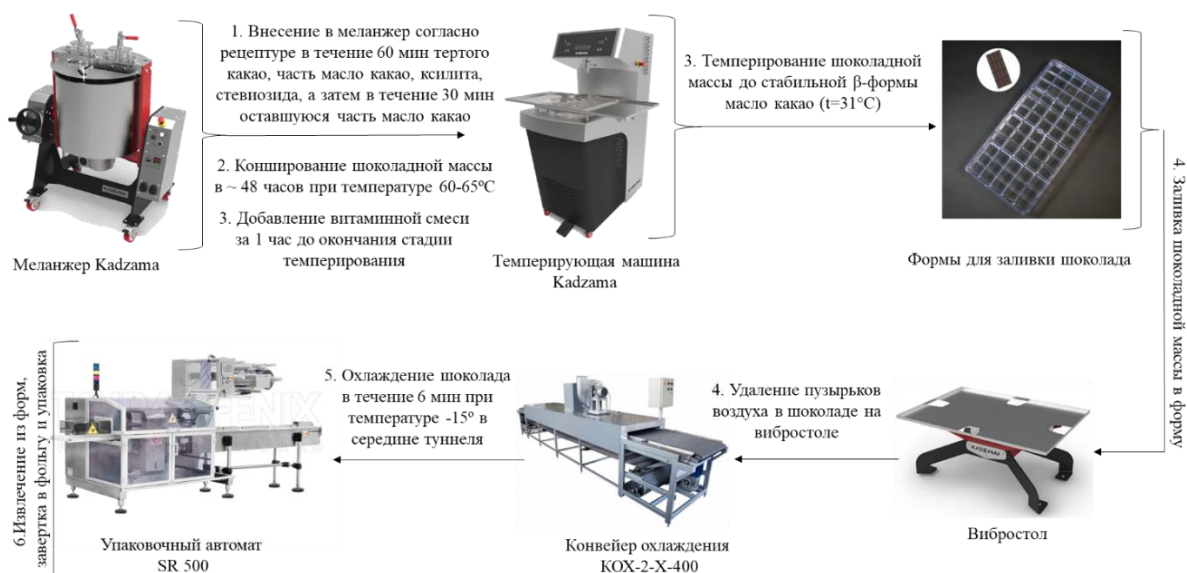 1. Внесение в меланжер согласно
рецептуре в течение 60 мин тертого
какао, часть масло какао, ксилита,
стевиозида, а затем в течение 30 мин
оставшуюся часть масло какао
2. Конширование шоколадной массы
в ~ 48 часов при температуре 60-65ºС
3. Добавление витаминной смеси
за 1 час до окончания стадии
темперирования
Меланжер Kadzama
KADZAMA
Темперирующая машина
Kadzama
3. Темперирование шоколадной
массы до стабильной β-формы
масло какао (t=31°C)
Формы для заливки шоколада
4. Заливка шоколадной массы в форму
KADZAMA
Вибростол
4. Удаление пузырьков
воздуха в шоколаде на
вибростоле
Конвейер охлаждения
КОХ-2-Х-400
5. Охлаждение шоколада
в течение 6 мин при
температуре -15º в
середине туннеля
FENIX
Упаковочный автомат
SR 500
6.Извлечение из форм,
завертка в фольгу и упаковка